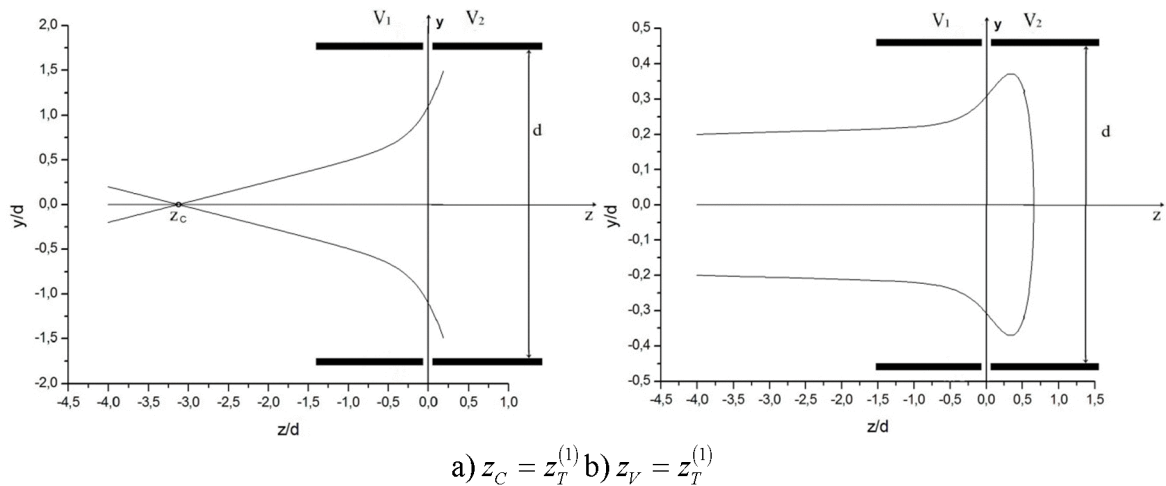 V₁ y V₂
2,0
1,5
1,0
0,5
0,0
-0,5
-1,0
-1,5
-2,0
y/d
z_C
d
z
-4,5 -4,0 -3,5 -3,0 -2,5 -2,0 -1,5 -1,0 -0,5 0,0 0,5 1,0
z/d
V₁ y V₂
0,5
0,4
0,3
0,2
0,1
0,0
-0,1
-0,2
-0,3
-0,4
-0,5
y/d
d
z
-4,5 -4,0 -3,5 -3,0 -2,5 -2,0 -1,5 -1,0 -0,5 0,0 0,5 1,0 1,5
z/d
a) z_C = z_T^(1) b) z_V = z_T^(1)